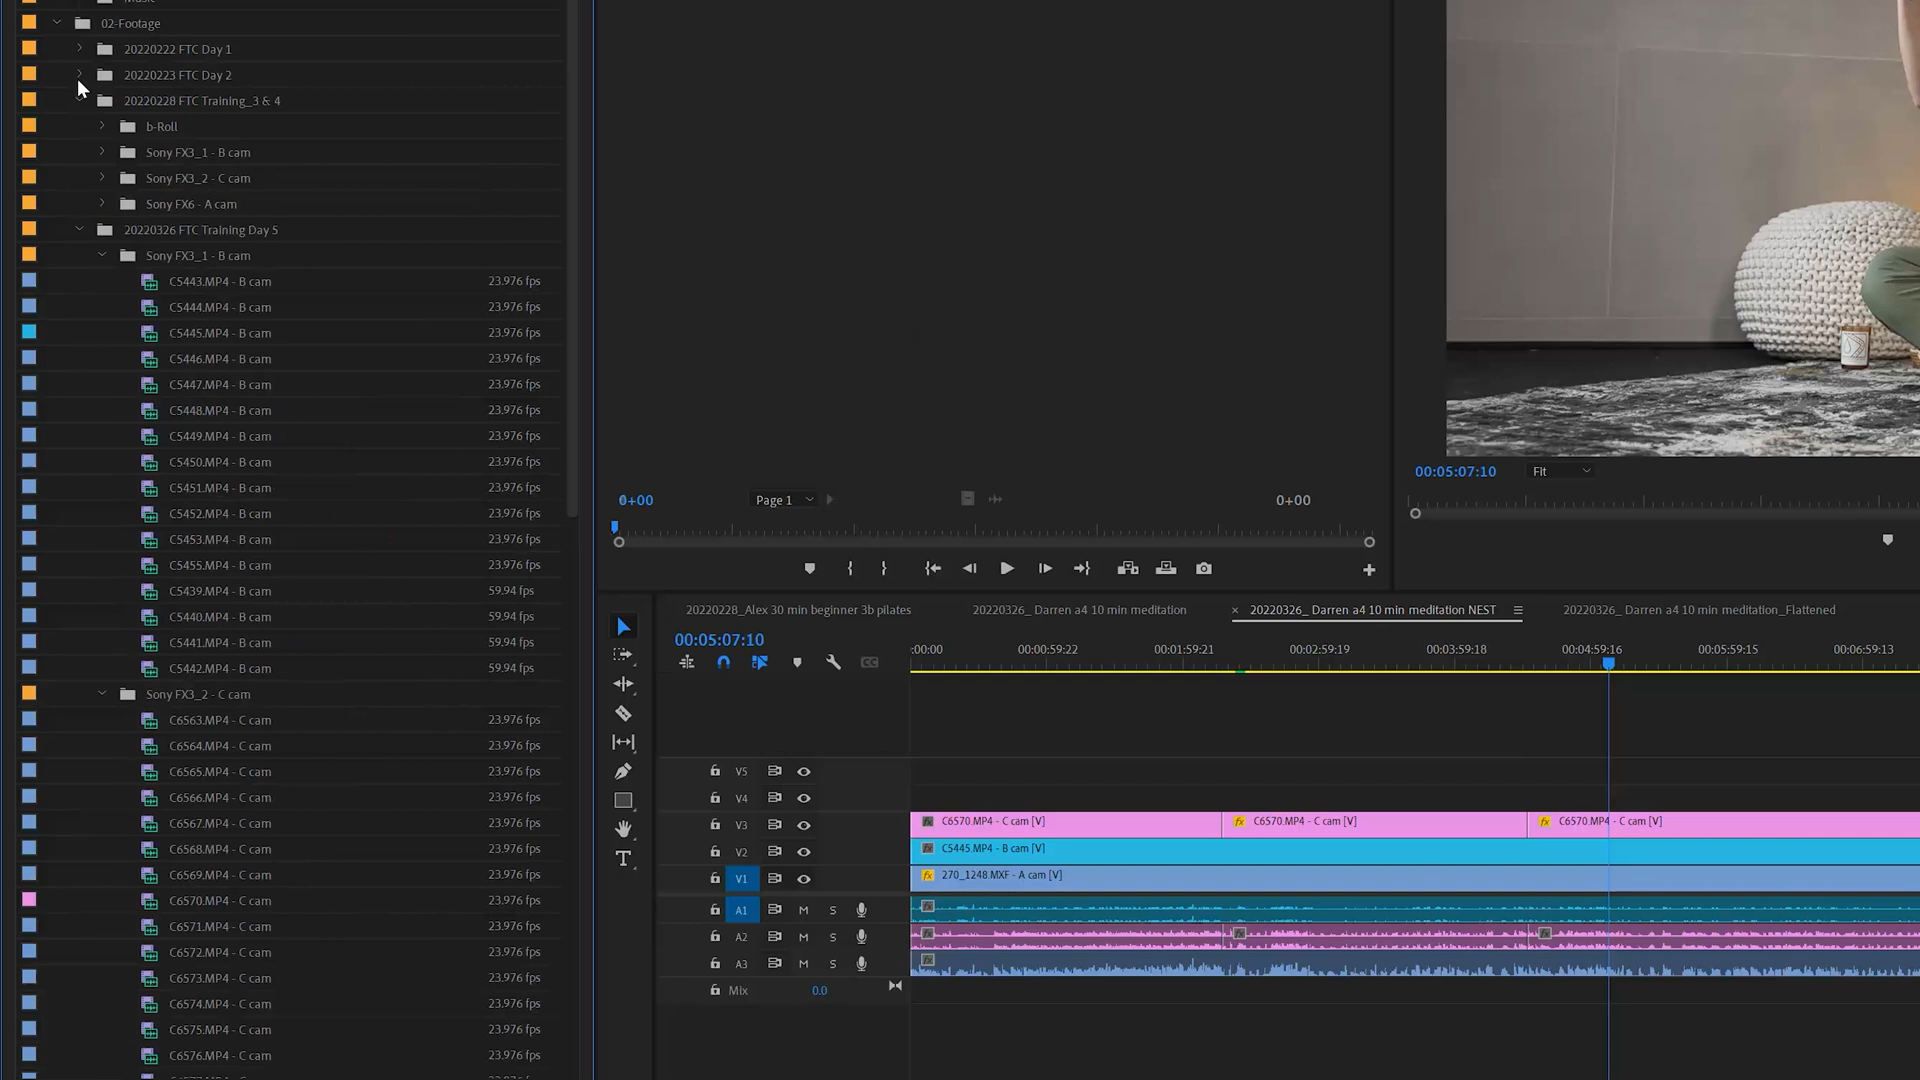 Music
02-Footage
20220222 FTC Day 1
20220223 FTC Day 2
20220228 FTC Training_3 & 4
b-Roll
Sony FX3_1 - B cam
Sony FX3_2 - C cam
Sony FX6 - A cam
20220326 FTC Training Day 5
Sony FX3_1 - B cam
C5443.MP4 - B cam 23.976 fps
C5444.MP4 - B cam 23.976 fps
C5445.MP4 - B cam 23.976 fps
C5446.MP4 - B cam 23.976 fps
C5447.MP4 - B cam 23.976 fps
C5448.MP4 - B cam 23.976 fps
C5449.MP4 - B cam 23.976 fps
C5450.MP4 - B cam 23.976 fps
C5451.MP4 - B cam 23.976 fps
C5452.MP4 - B cam 23.976 fps
C5453.MP4 - B cam 23.976 fps
C5455.MP4 - B cam 23.976 fps
C5439.MP4 - B cam 59.94 fps
C5440.MP4 - B cam 59.94 fps
C5441.MP4 - B cam 59.94 fps
C5442.MP4 - B cam 59.94 fps
Sony FX3_2 - C cam
C6563.MP4 - C cam 23.976 fps
C6564.MP4 - C cam 23.976 fps
C6565.MP4 - C cam 23.976 fps
C6566.MP4 - C cam 23.976 fps
C6567.MP4 - C cam 23.976 fps
C6568.MP4 - C cam 23.976 fps
C6569.MP4 - C cam 23.976 fps
C6570.MP4 - C cam 23.976 fps
C6571.MP4 - C cam 23.976 fps
C6572.MP4 - C cam 23.976 fps
C6573.MP4 - C cam 23.976 fps
C6574.MP4 - C cam 23.976 fps
C6575.MP4 - C cam 23.976 fps
C6576.MP4 - C cam 23.976 fps
0+00 Page 1 0+00
00:05:07:10 Fit
20220228_Alex 30 min beginner 3b pilates 20220326_ Darren a4 10 min meditation × 20220326_ Darren a4 10 min meditation NEST 20220326_ Darren a4 10 min meditation_Flattened
00:05:07:10
:00:00 00:00:59:22 00:01:59:21 00:02:59:19 00:03:59:18 00:04:59:16 00:05:59:15 00:06:59:13
CC
T
V5
V4
V3 fx C6570.MP4 - C cam [V] fx C6570.MP4 - C cam [V] fx C6570.MP4 - C cam [V]
V2 fx C5445.MP4 - B cam [V]
V1 fx 270_1248.MXF - A cam [V]
A1 M S fx
A2 M S fx fx fx
A3 M S fx
Mix 0.0